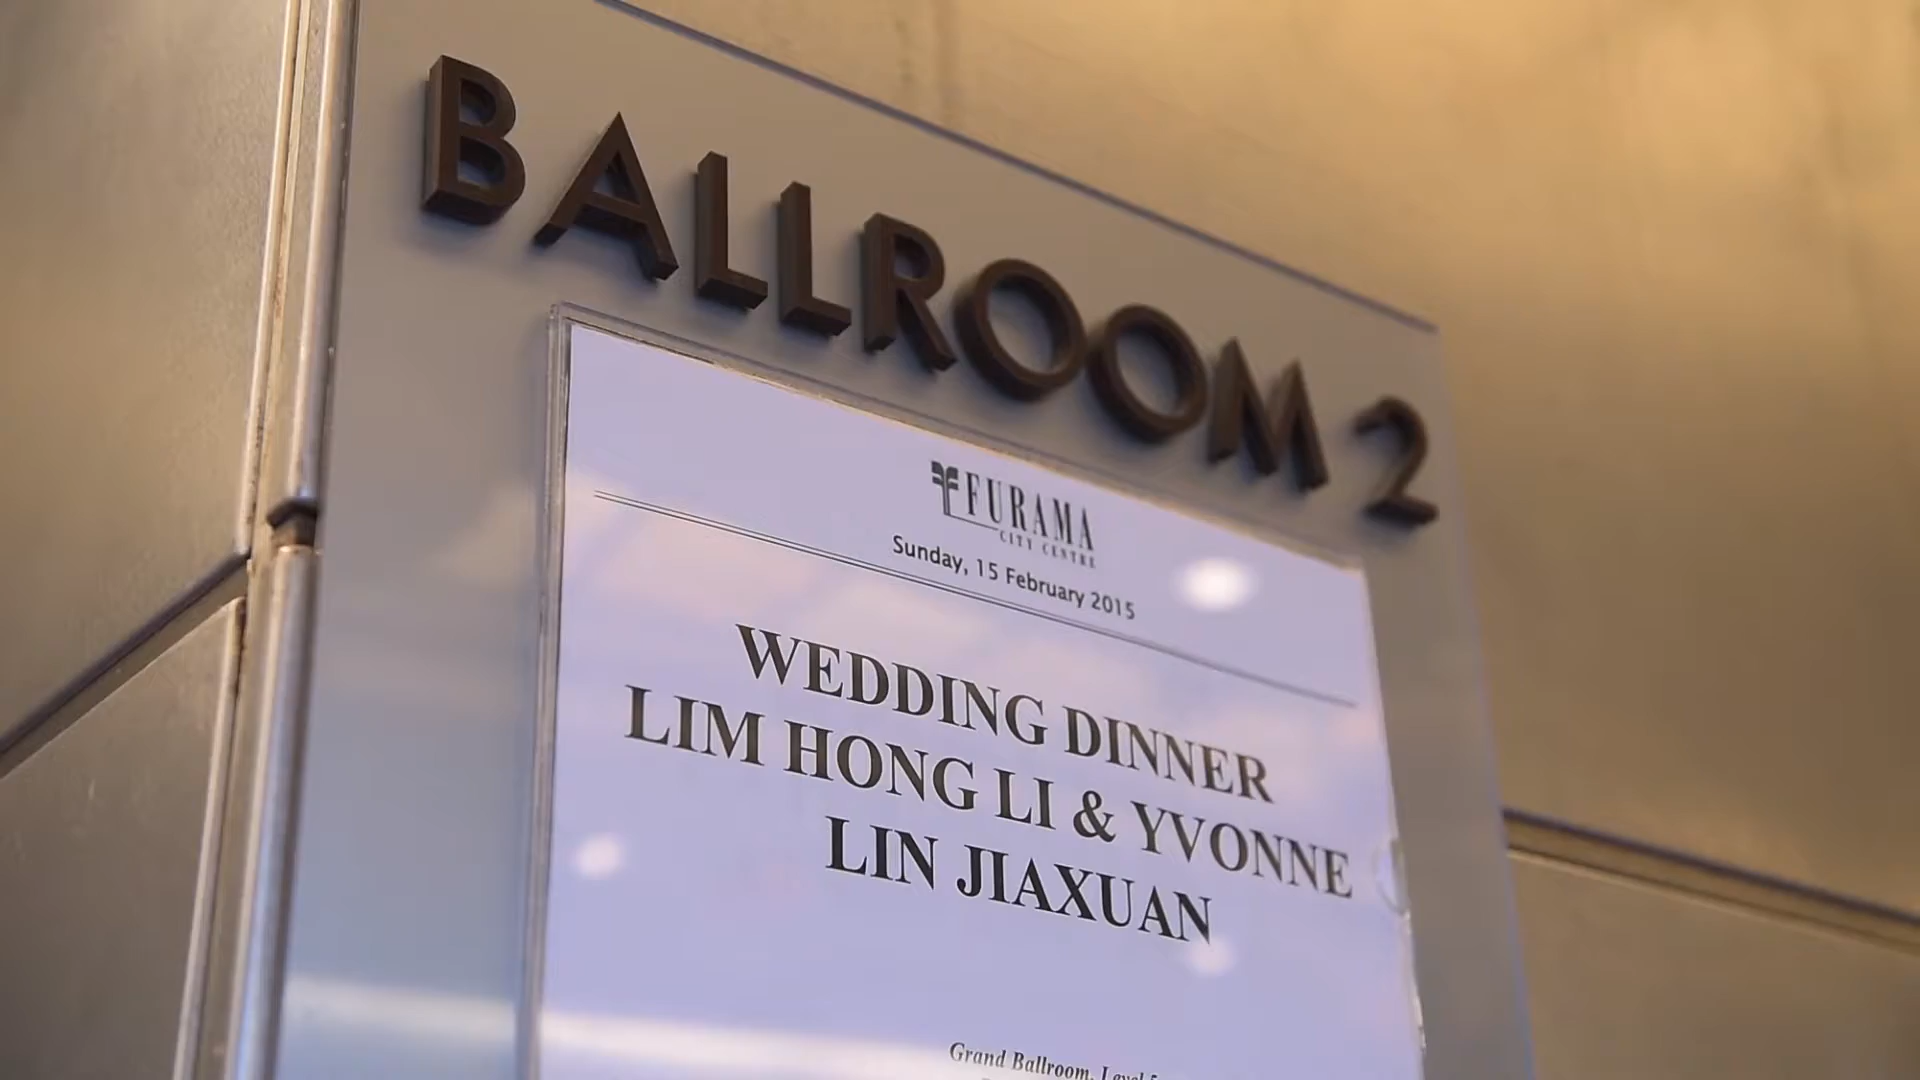 BALLROOM 2
FURAMA
CITY CENTRE
Sunday, 15 February 2015
WEDDING DINNER
LIM HONG LI & YVONNE
LIN JIAXUAN
Grand Ballroom, Level 5